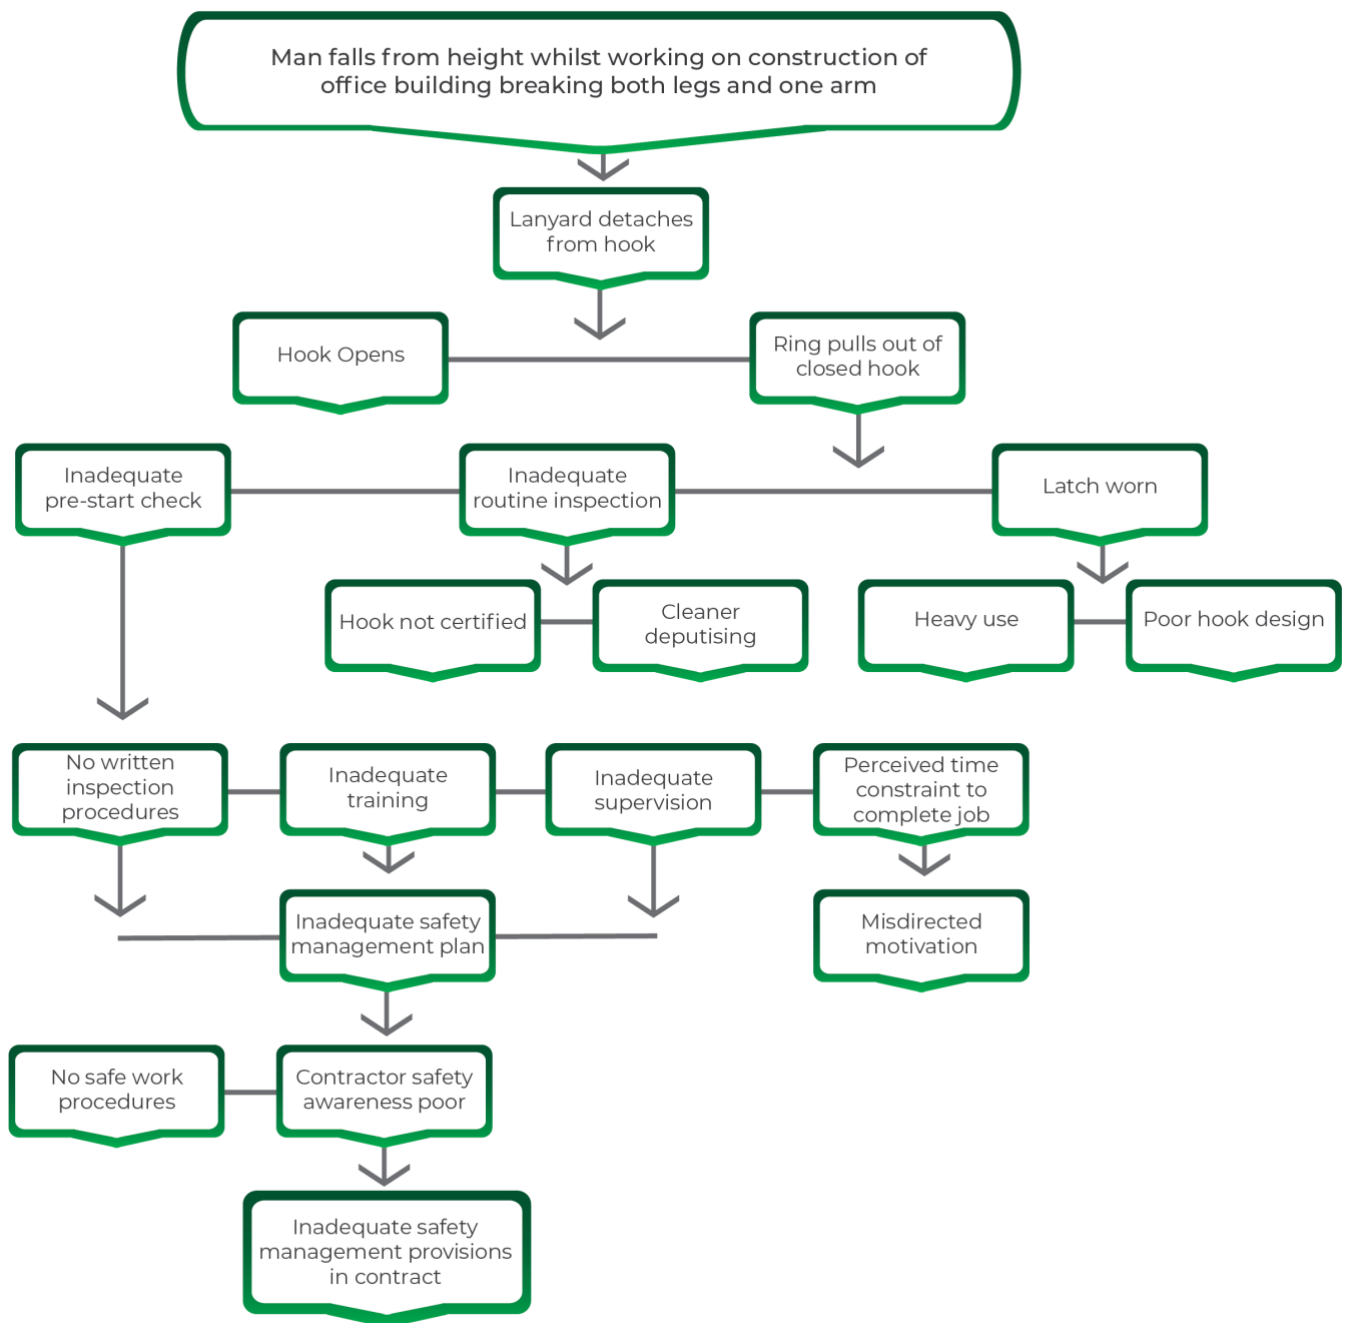 Man falls from height whilst working on construction of
office building breaking both legs and one arm
Lanyard detaches
from hook
Hook Opens
Ring pulls out of
closed hook
Inadequate
pre-start check
Inadequate
routine inspection
Latch worn
Hook not certified
Cleaner
deputising
Heavy use
Poor hook design
No written
inspection
procedures
Inadequate
training
Inadequate
supervision
Perceived time
constraint to
complete job
Inadequate safety
management plan
Misdirected
motivation
No safe work
procedures
Contractor safety
awareness poor
Inadequate safety
management provisions
in contract